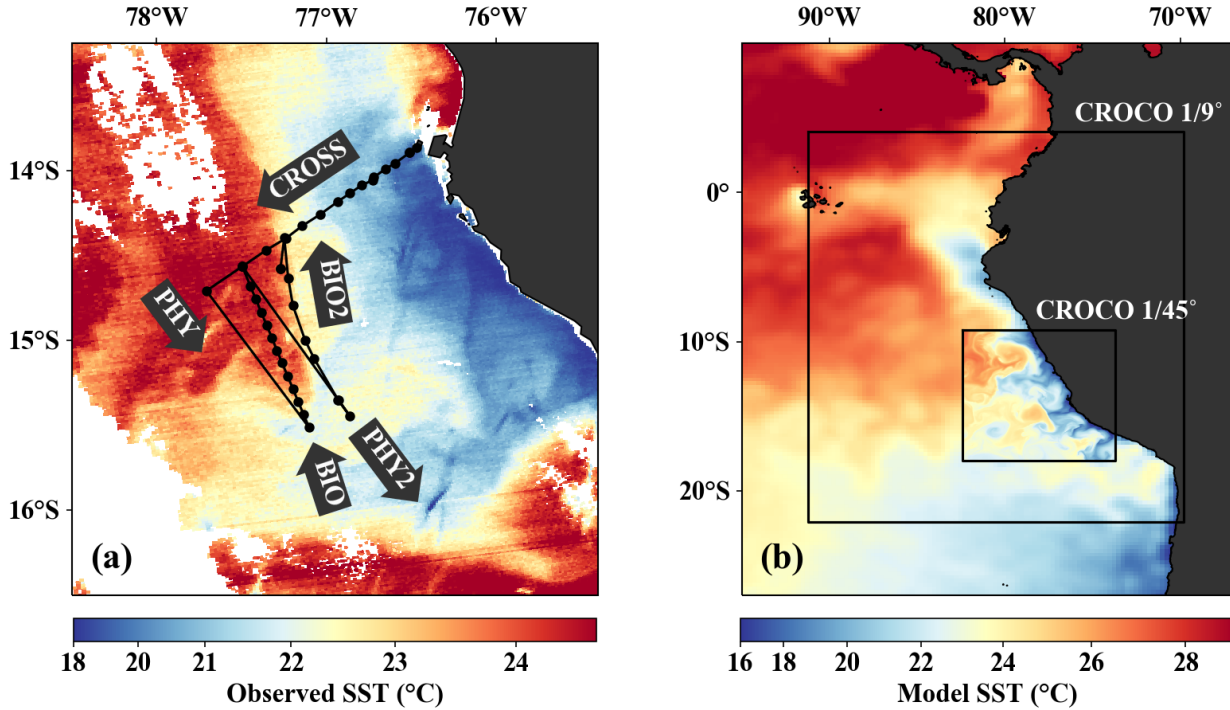 78°W 77°W 76°W
14°S
15°S
16°S
CROSS
PHY
BIO2
BIO
PHY2
(a)
18 20 21 22 23 24
Observed SST (°C)
90°W 80°W 70°W
0°
10°S
20°S
CROCO 1/9°
CROCO 1/45°
(b)
16 18 20 22 24 26 28
Model SST (°C)